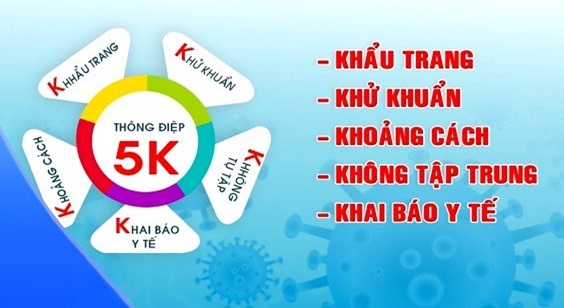 KHẨU TRANG
KHỬ KHUẨN
KHOẢNG CÁCH
THÔNG ĐIỆP
5K
KHÔNG
TỤ TẬP
KHAI BÁO
Y TẾ
- KHẨU TRANG
- KHỬ KHUẨN
- KHOẢNG CÁCH
- KHÔNG TẬP TRUNG
- KHAI BÁO Y TẾ